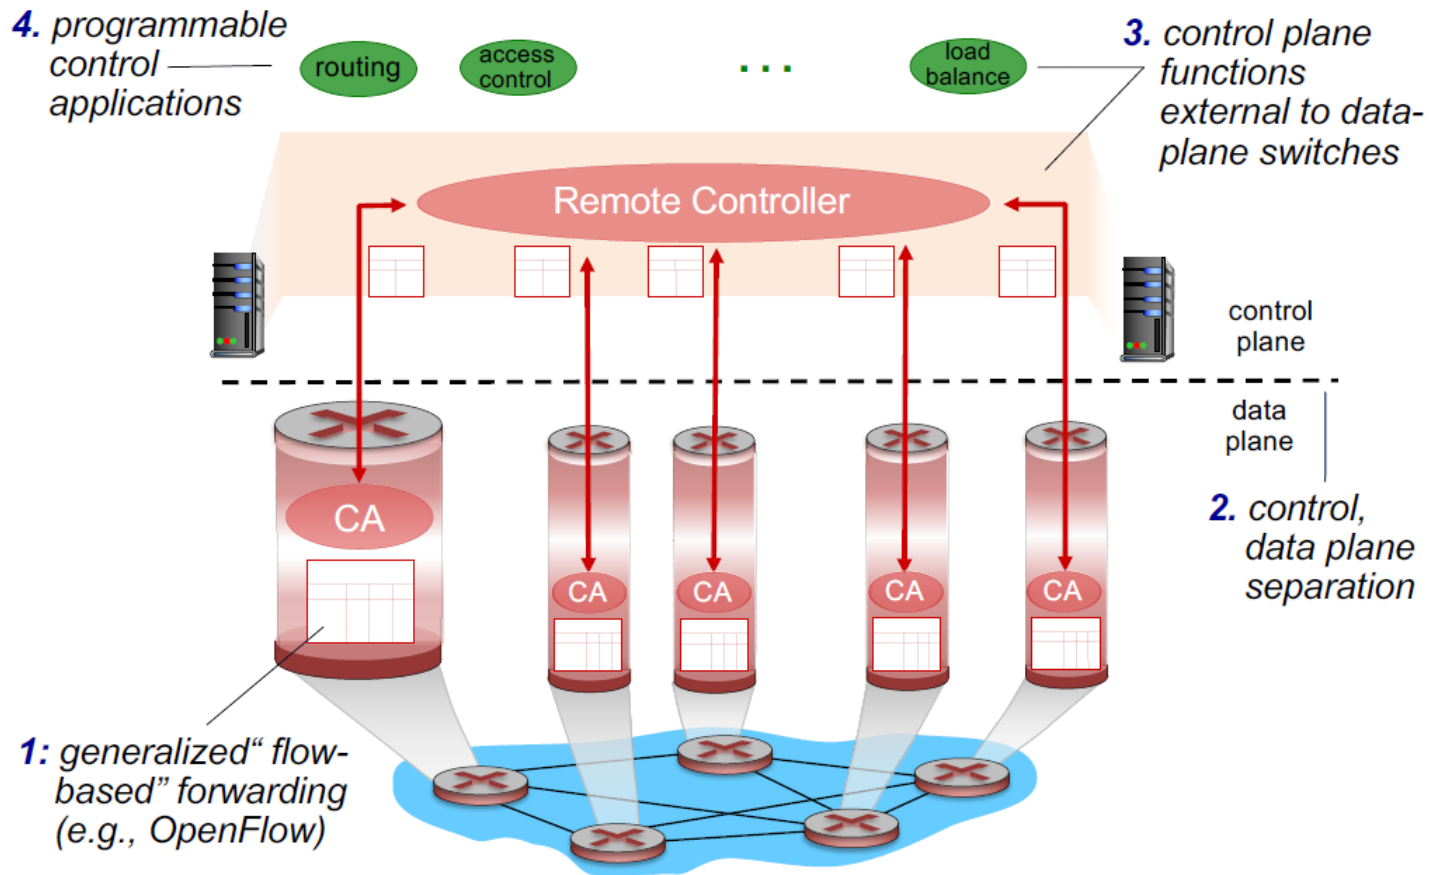 4. programmable
control
applications
routing
access
control
...
load
balance
3. control plane
functions
external to data-
plane switches
Remote Controller
control
plane
data
plane
CA
CA
CA
CA
CA
2. control,
data plane
separation
1: generalized“ flow-
based” forwarding
(e.g., OpenFlow)